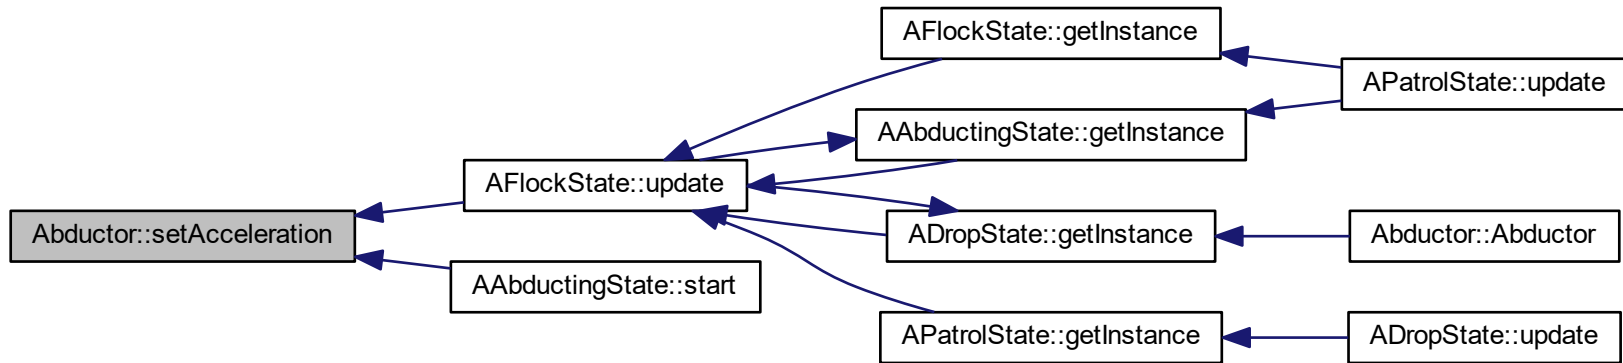 AFlockState::getInstance
APatrolState::update
AAbductingState::getInstance
AFlockState::update
Abductor::setAcceleration
ADropState::getInstance
Abductor::Abductor
AAbductingState::start
APatrolState::getInstance
ADropState::update